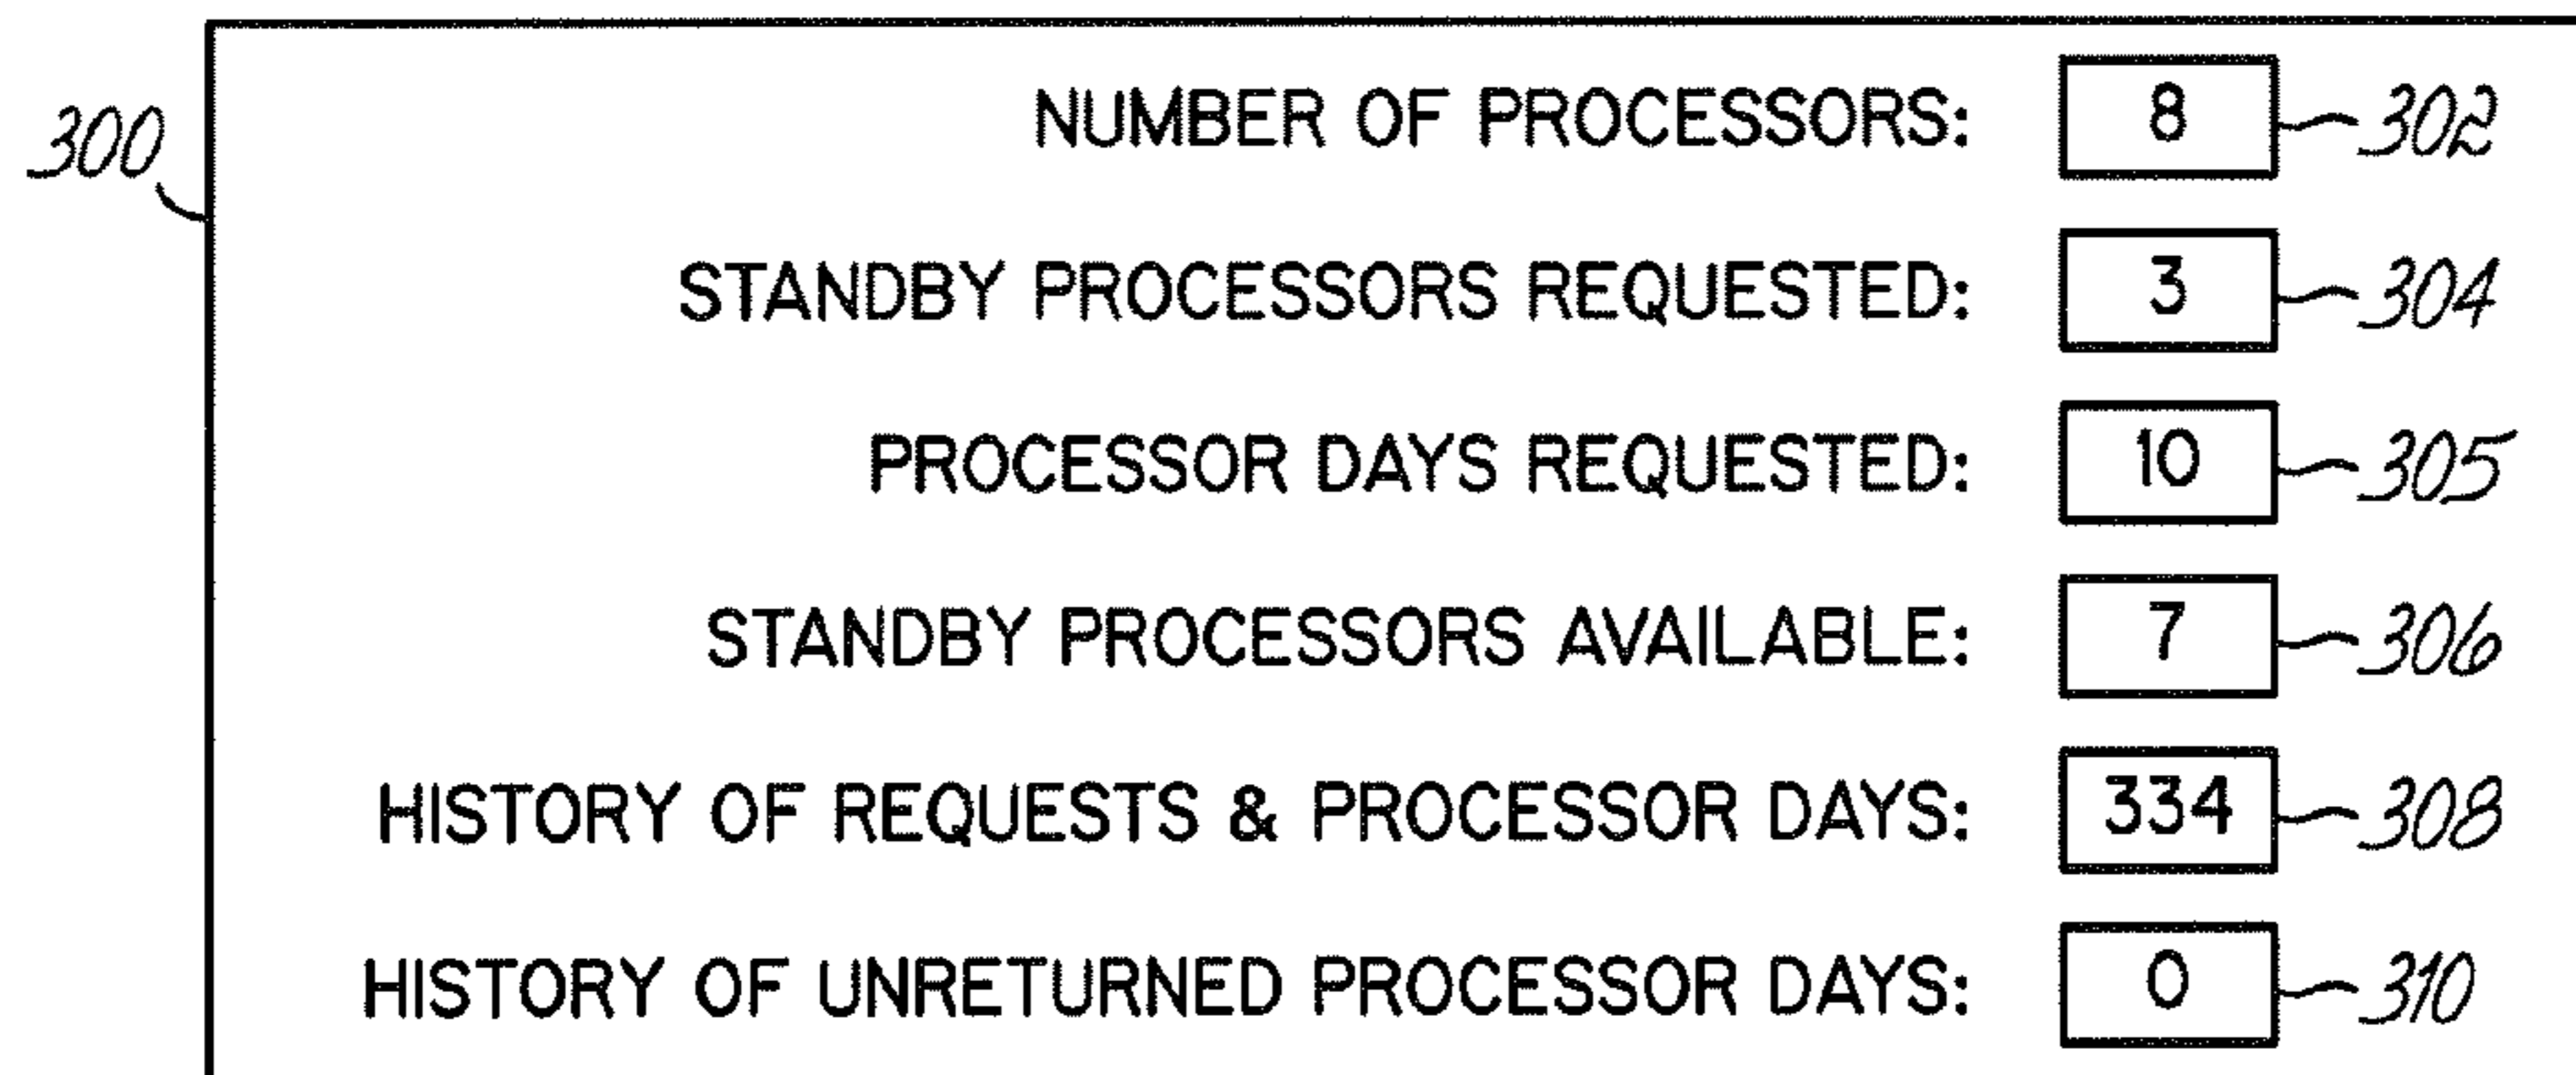 NUMBER OF PROCESSORS: 8 302
300
STANDBY PROCESSORS REQUESTED: 3 304
PROCESSOR DAYS REQUESTED: 10 305
STANDBY PROCESSORS AVAILABLE: 7 306
HISTORY OF REQUESTS & PROCESSOR DAYS: 334 308
HISTORY OF UNRETURNED PROCESSOR DAYS: 0 310